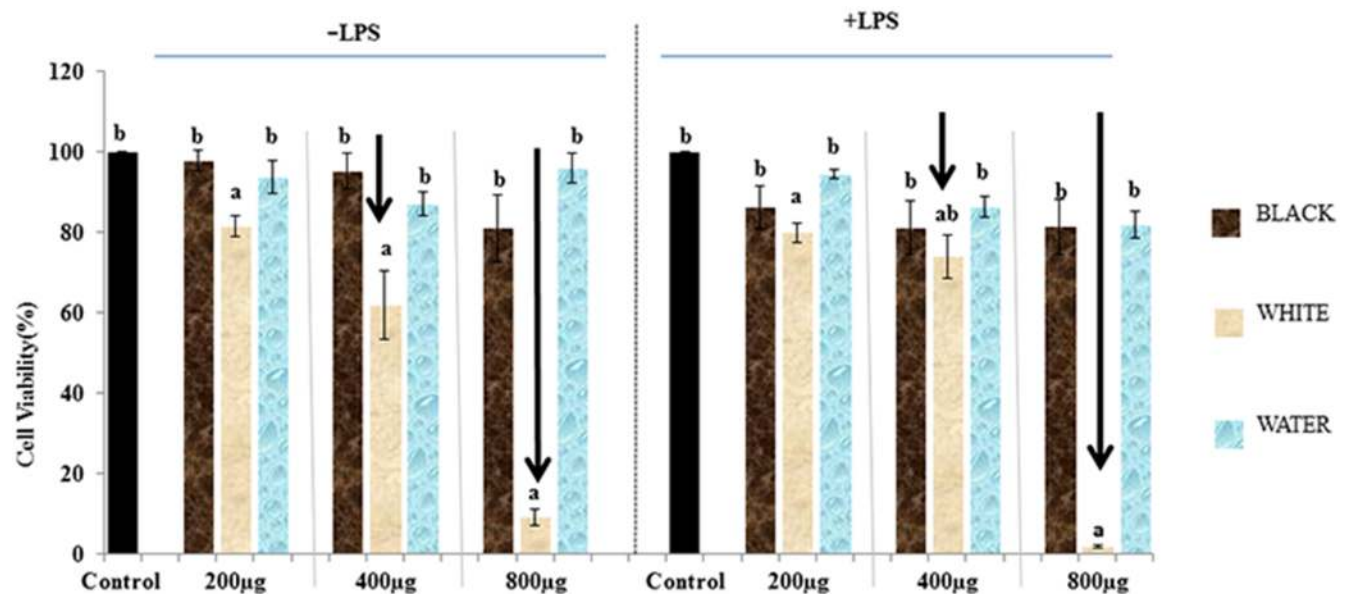 −LPS
+LPS
120
100
80
60
40
20
0
Cell Viability(%)
b
b
a
b
b
a
b
b
a
b
b
b
a
b
b
ab
b
b
a
b
Control
200µg
400µg
800µg
Control
200µg
400µg
800µg
BLACK
WHITE
WATER